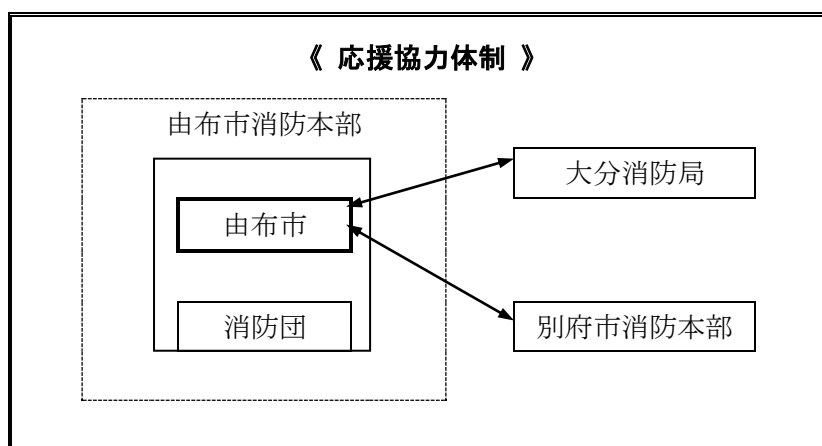 《 応援協力体制 》
由布市消防本部
大分消防局
由布市
消防団
別府市消防本部